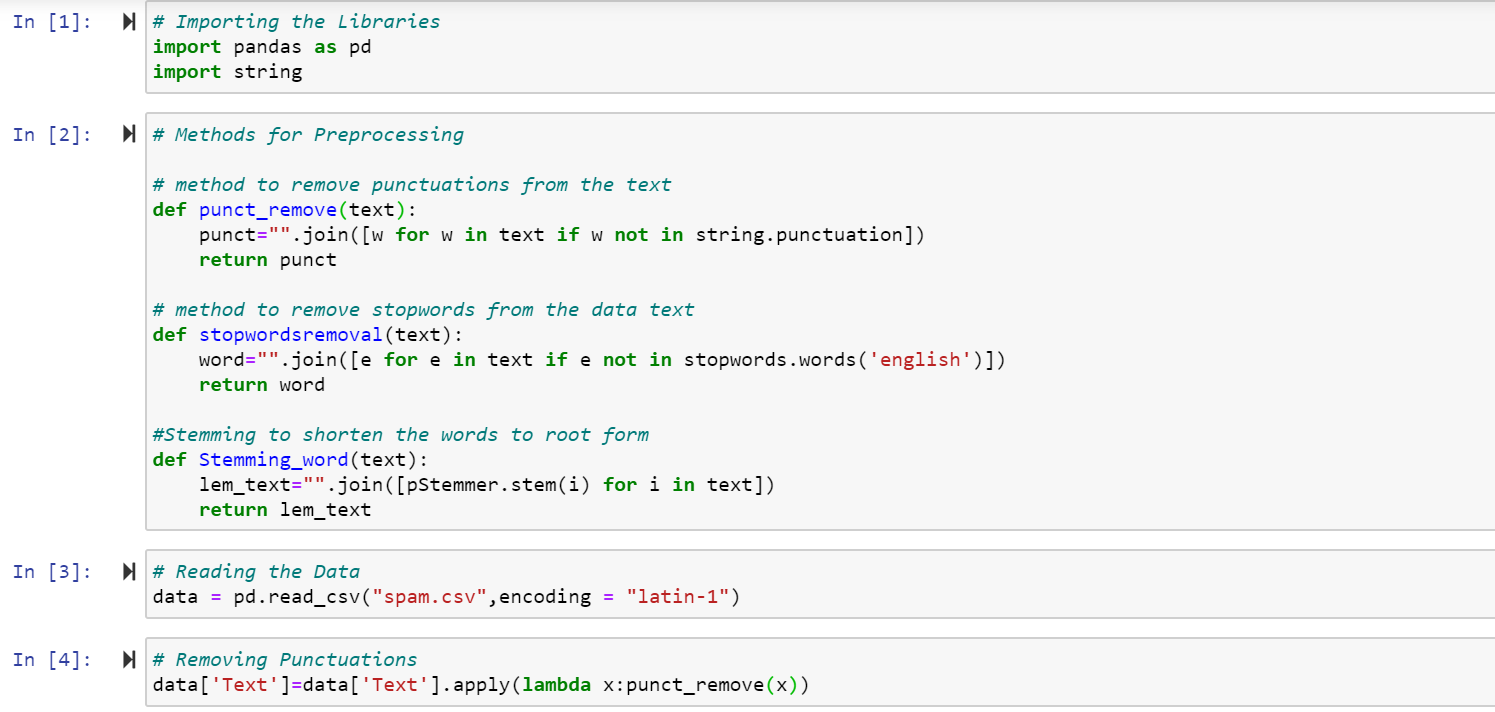 In [1]: # Importing the Libraries
import pandas as pd
import string
In [2]: # Methods for Preprocessing
# method to remove punctuations from the text
def punct_remove(text):
    punct="".join([w for w in text if w not in string.punctuation])
    return punct
# method to remove stopwords from the data text
def stopwordsremoval(text):
    word="".join([e for e in text if e not in stopwords.words('english')])
    return word
#Stemming to shorten the words to root form
def Stemming_word(text):
    lem_text="".join([pStemmer.stem(i) for i in text])
    return lem_text
In [3]: # Reading the Data
data = pd.read_csv("spam.csv",encoding = "latin-1")
In [4]: # Removing Punctuations
data['Text']=data['Text'].apply(lambda x:punct_remove(x))